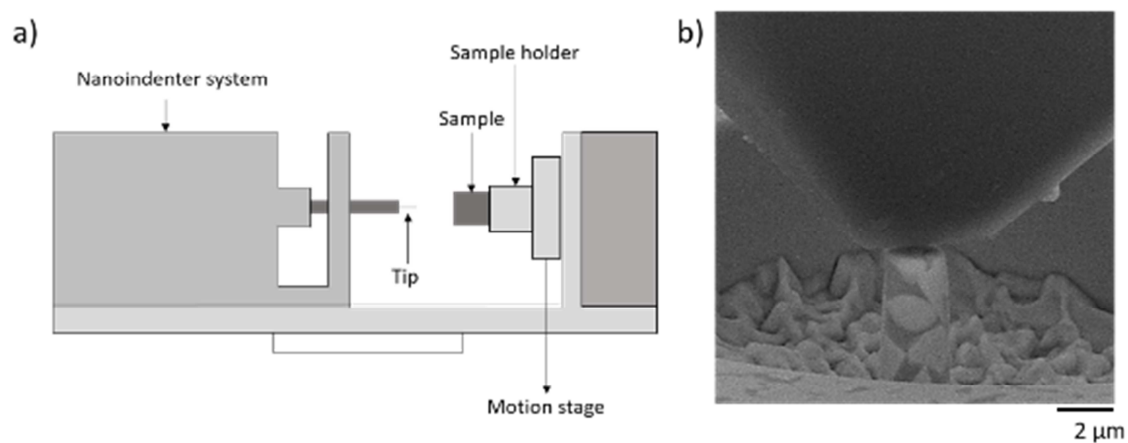 a)
Nanoindenter system
Sample holder
Sample
Tip
Motion stage
b)
2 µm